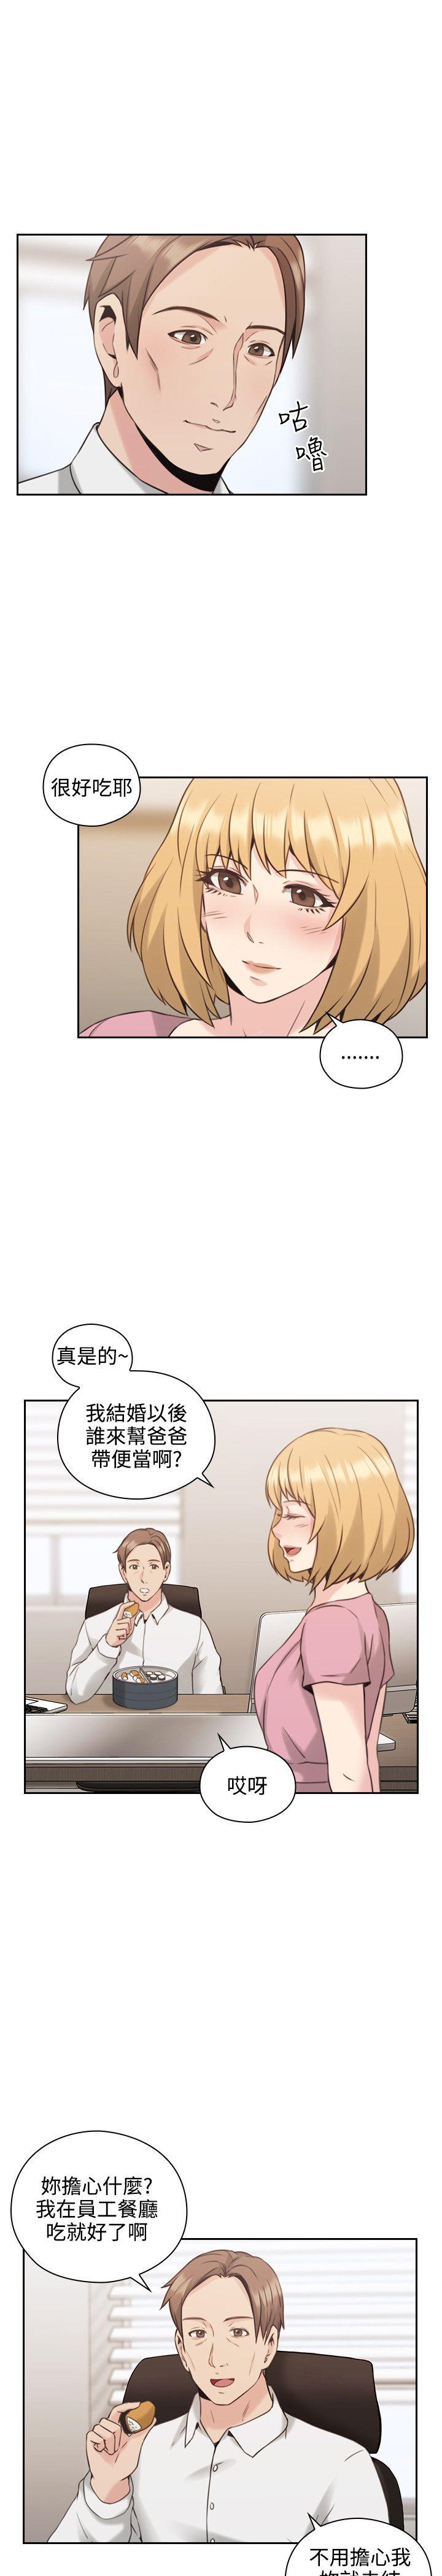 咕
嚕
很好吃耶
.......
真是的~
我結婚以後
誰來幫爸爸
帶便當啊?
哎呀
妳擔心什麼?
我在員工餐廳
吃就好了啊
不用擔心我